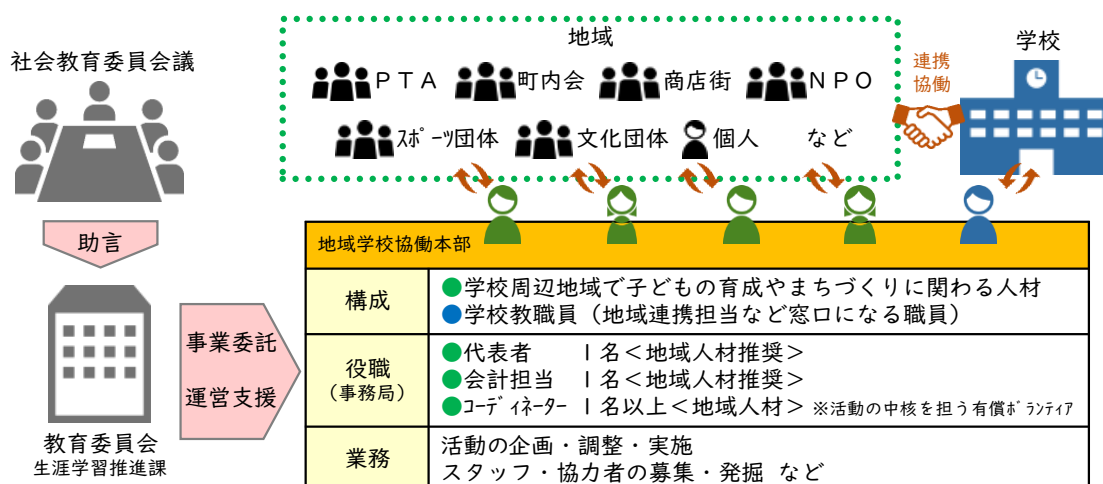 社会教育委員会議
助言
教育委員会
生涯学習推進課
事業委託
運営支援
地域
PTA 町内会 商店街 NPO
ｽﾎﾟｰﾂ団体 文化団体 個人 など
連携
協働
学校
地域学校協働本部
構成
●学校周辺地域で子どもの育成やまちづくりに関わる人材
●学校教職員（地域連携担当など窓口になる職員）
役職
（事務局）
●代表者 1名＜地域人材推奨＞
●会計担当 1名＜地域人材推奨＞
●ｺｰﾃﾞｨﾈｰﾀｰ 1名以上＜地域人材＞ ※活動の中核を担う有償ﾎﾞﾗﾝﾃｨｱ
業務
活動の企画・調整・実施
スタッフ・協力者の募集・発掘 など